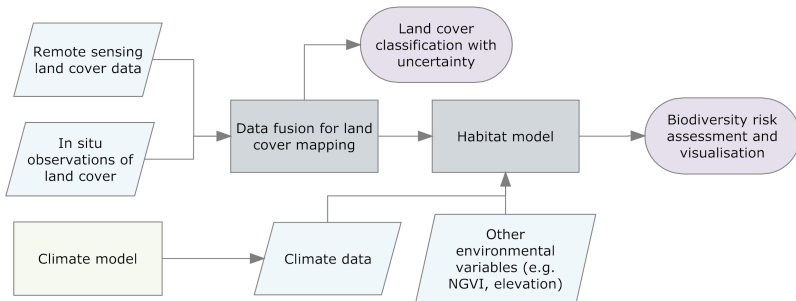 Remote sensing
land cover data
Land cover
classification with
uncertainty
In situ
observations of
land cover
Data fusion for land
cover mapping
Habitat model
Biodiversity risk
assessment and
visualisation
Climate model
Climate data
Other
environmental
variables (e.g.
NGVI, elevation)